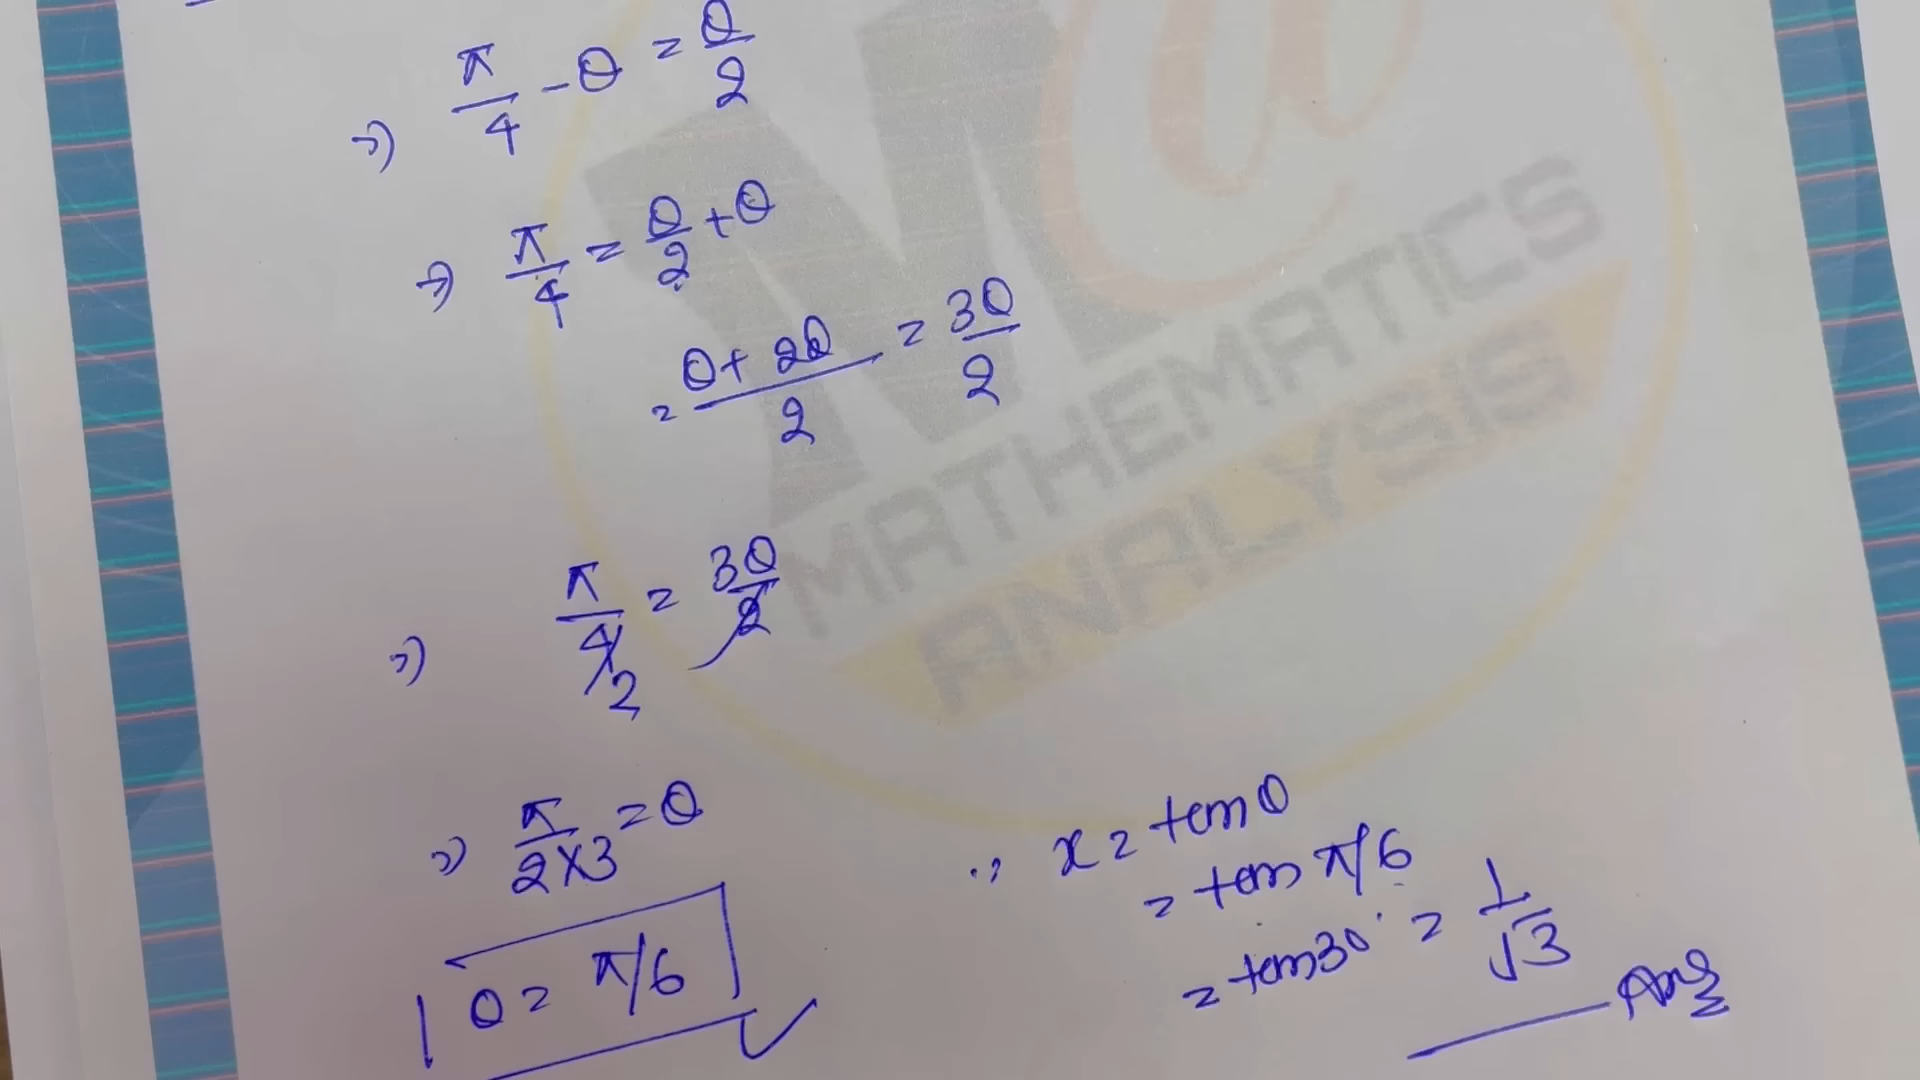 ⇒) π/4 - θ = θ/2
⇒) π/4 = θ/2 + θ
= (θ + 2θ)/2 = 3θ/2
⇒) π/4 = 3θ/2
2
⇒) π/(2×3) = θ
θ = π/6
∴ x = tan θ
= tan π/6
= tan 30° = 1/√3
Ans
M@
MATHEMATICS
ANALYSiS